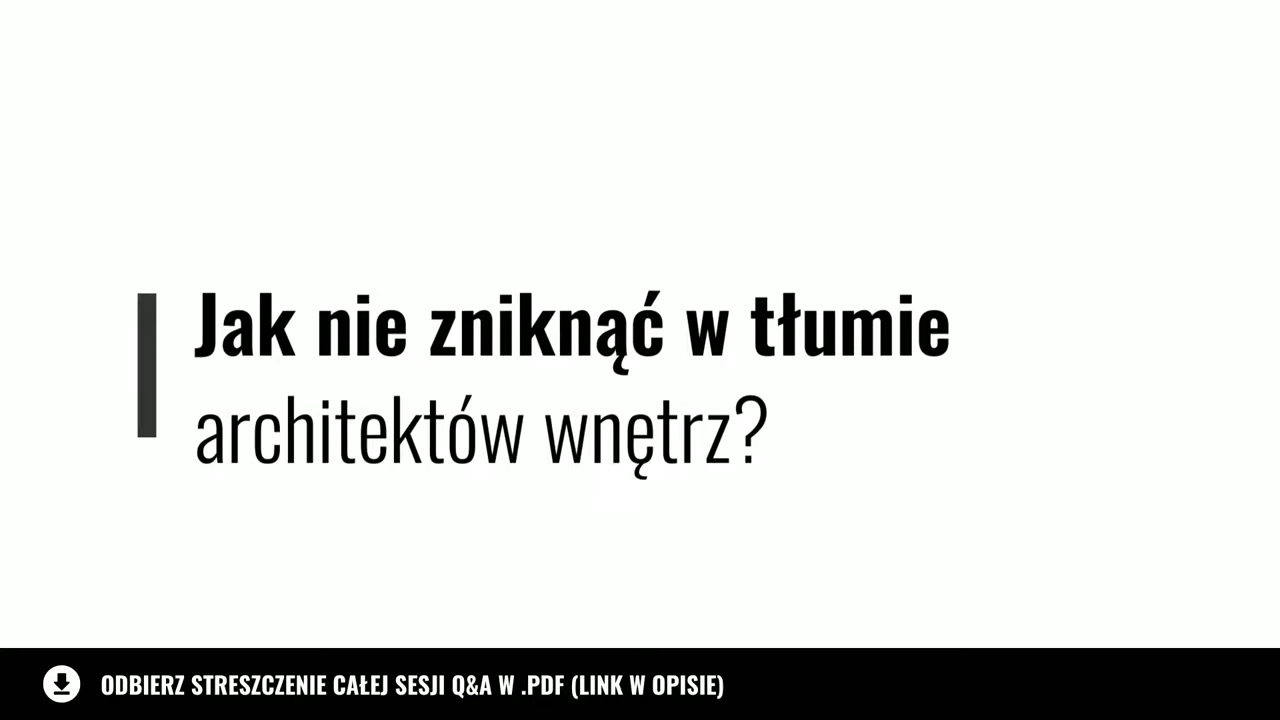 Jak nie zniknąć w tłumie
architektów wnętrz?
ODBIERZ STRESZCZENIE CAŁEJ SESJI Q&A W .PDF (LINK W OPISIE)